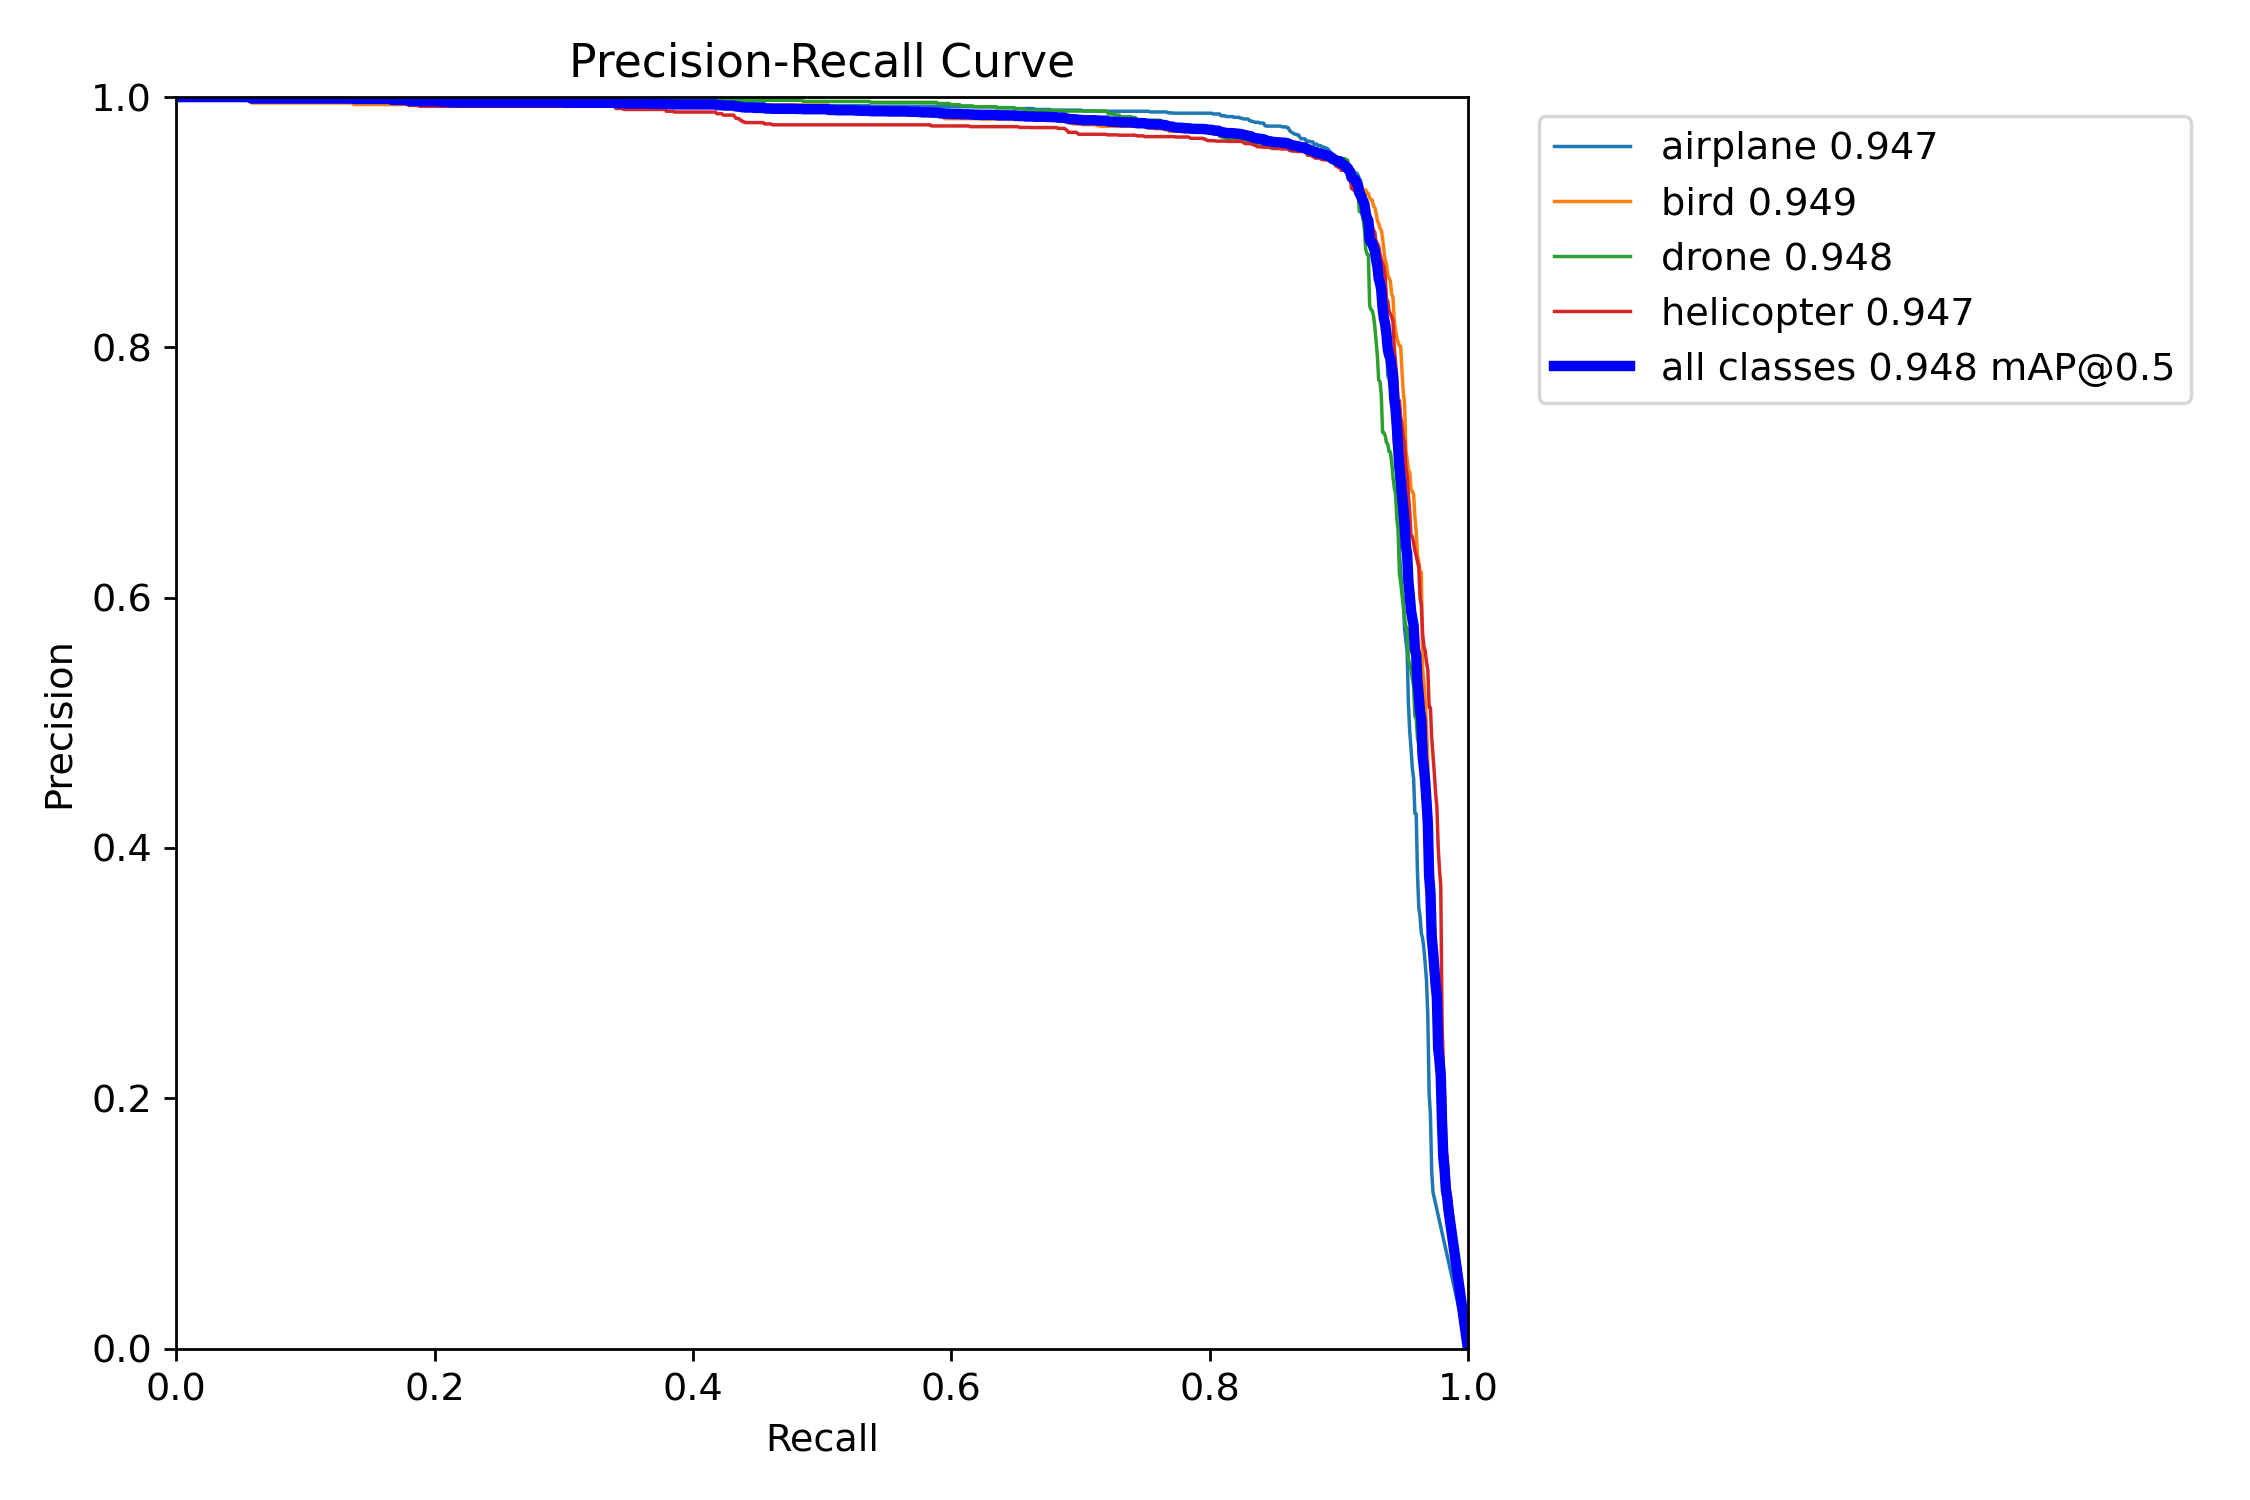 Precision-Recall Curve
1.0
0.8
0.6
0.4
0.2
0.0
Precision
0.0 0.2 0.4 0.6 0.8 1.0
Recall
airplane 0.947
bird 0.949
drone 0.948
helicopter 0.947
all classes 0.948 mAP@0.5